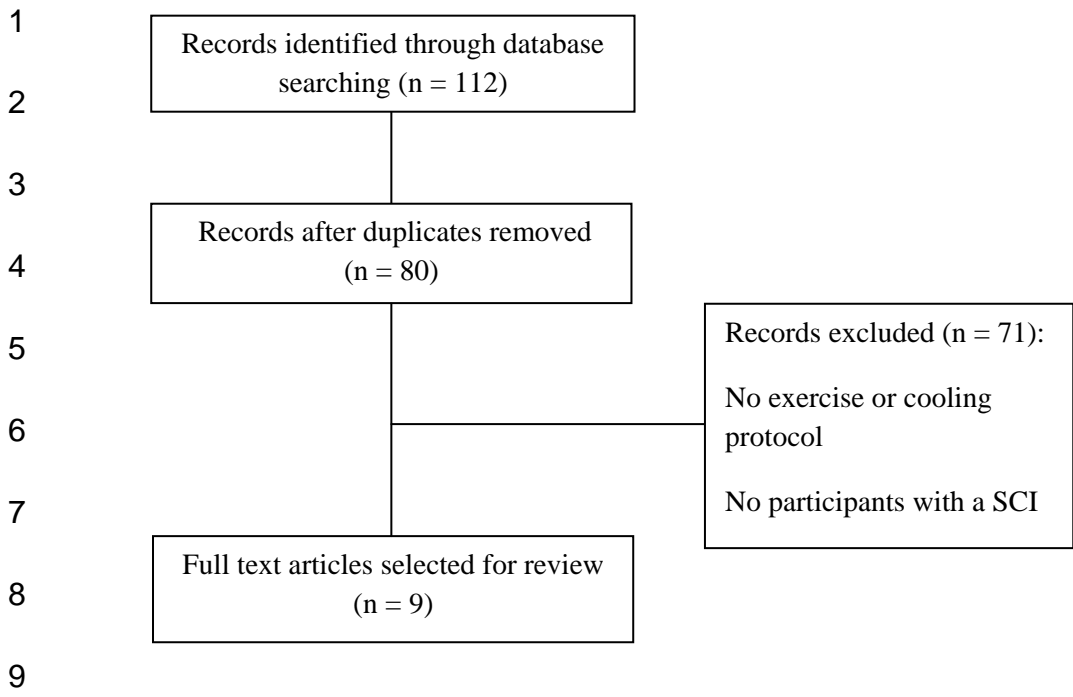 1
Records identified through database
searching (n = 112)
2
3
Records after duplicates removed
4
(n = 80)
5
Records excluded (n = 71):
No exercise or cooling
6
protocol
7
No participants with a SCI
Full text articles selected for review
8
(n = 9)
9